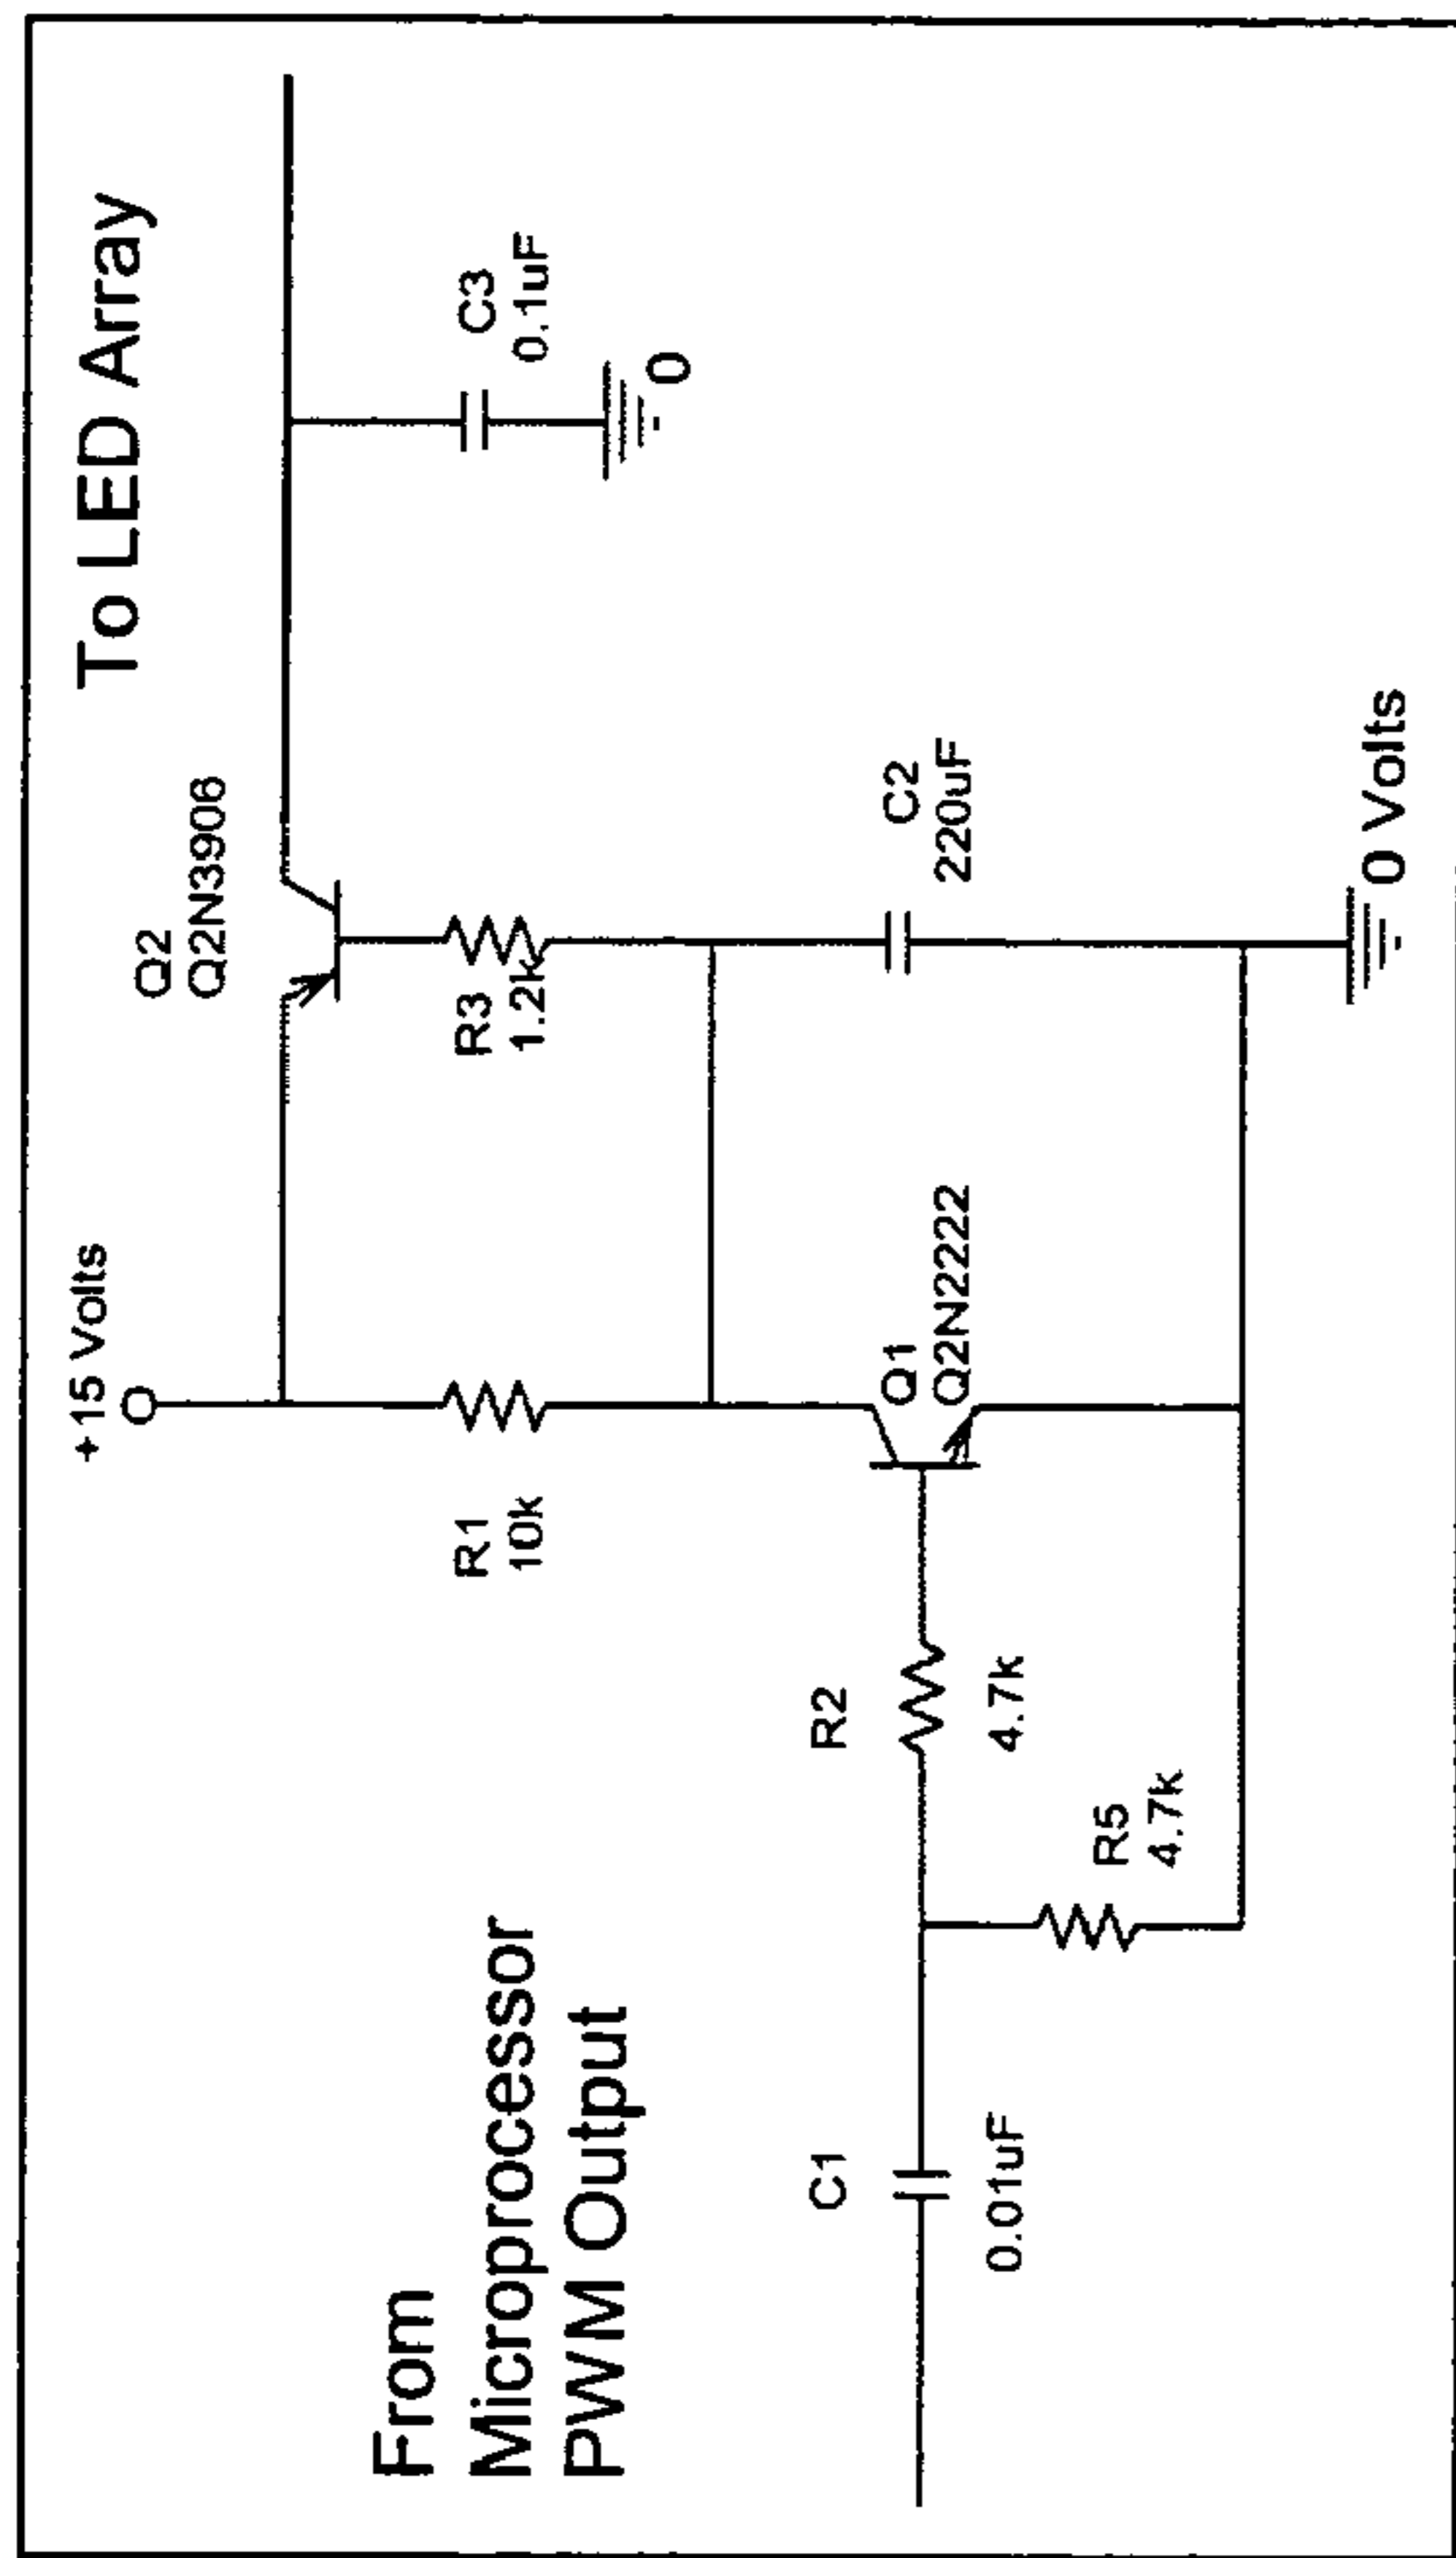 To LED Array
+15 Volts
Q2
Q2N3906
C3
0.1uF
0
From
Microprocessor
PWM Output
R1
10k
R3
1.2k
C1
0.01uF
R2
4.7k
Q1
Q2N2222
C2
220uF
R5
4.7k
0 Volts